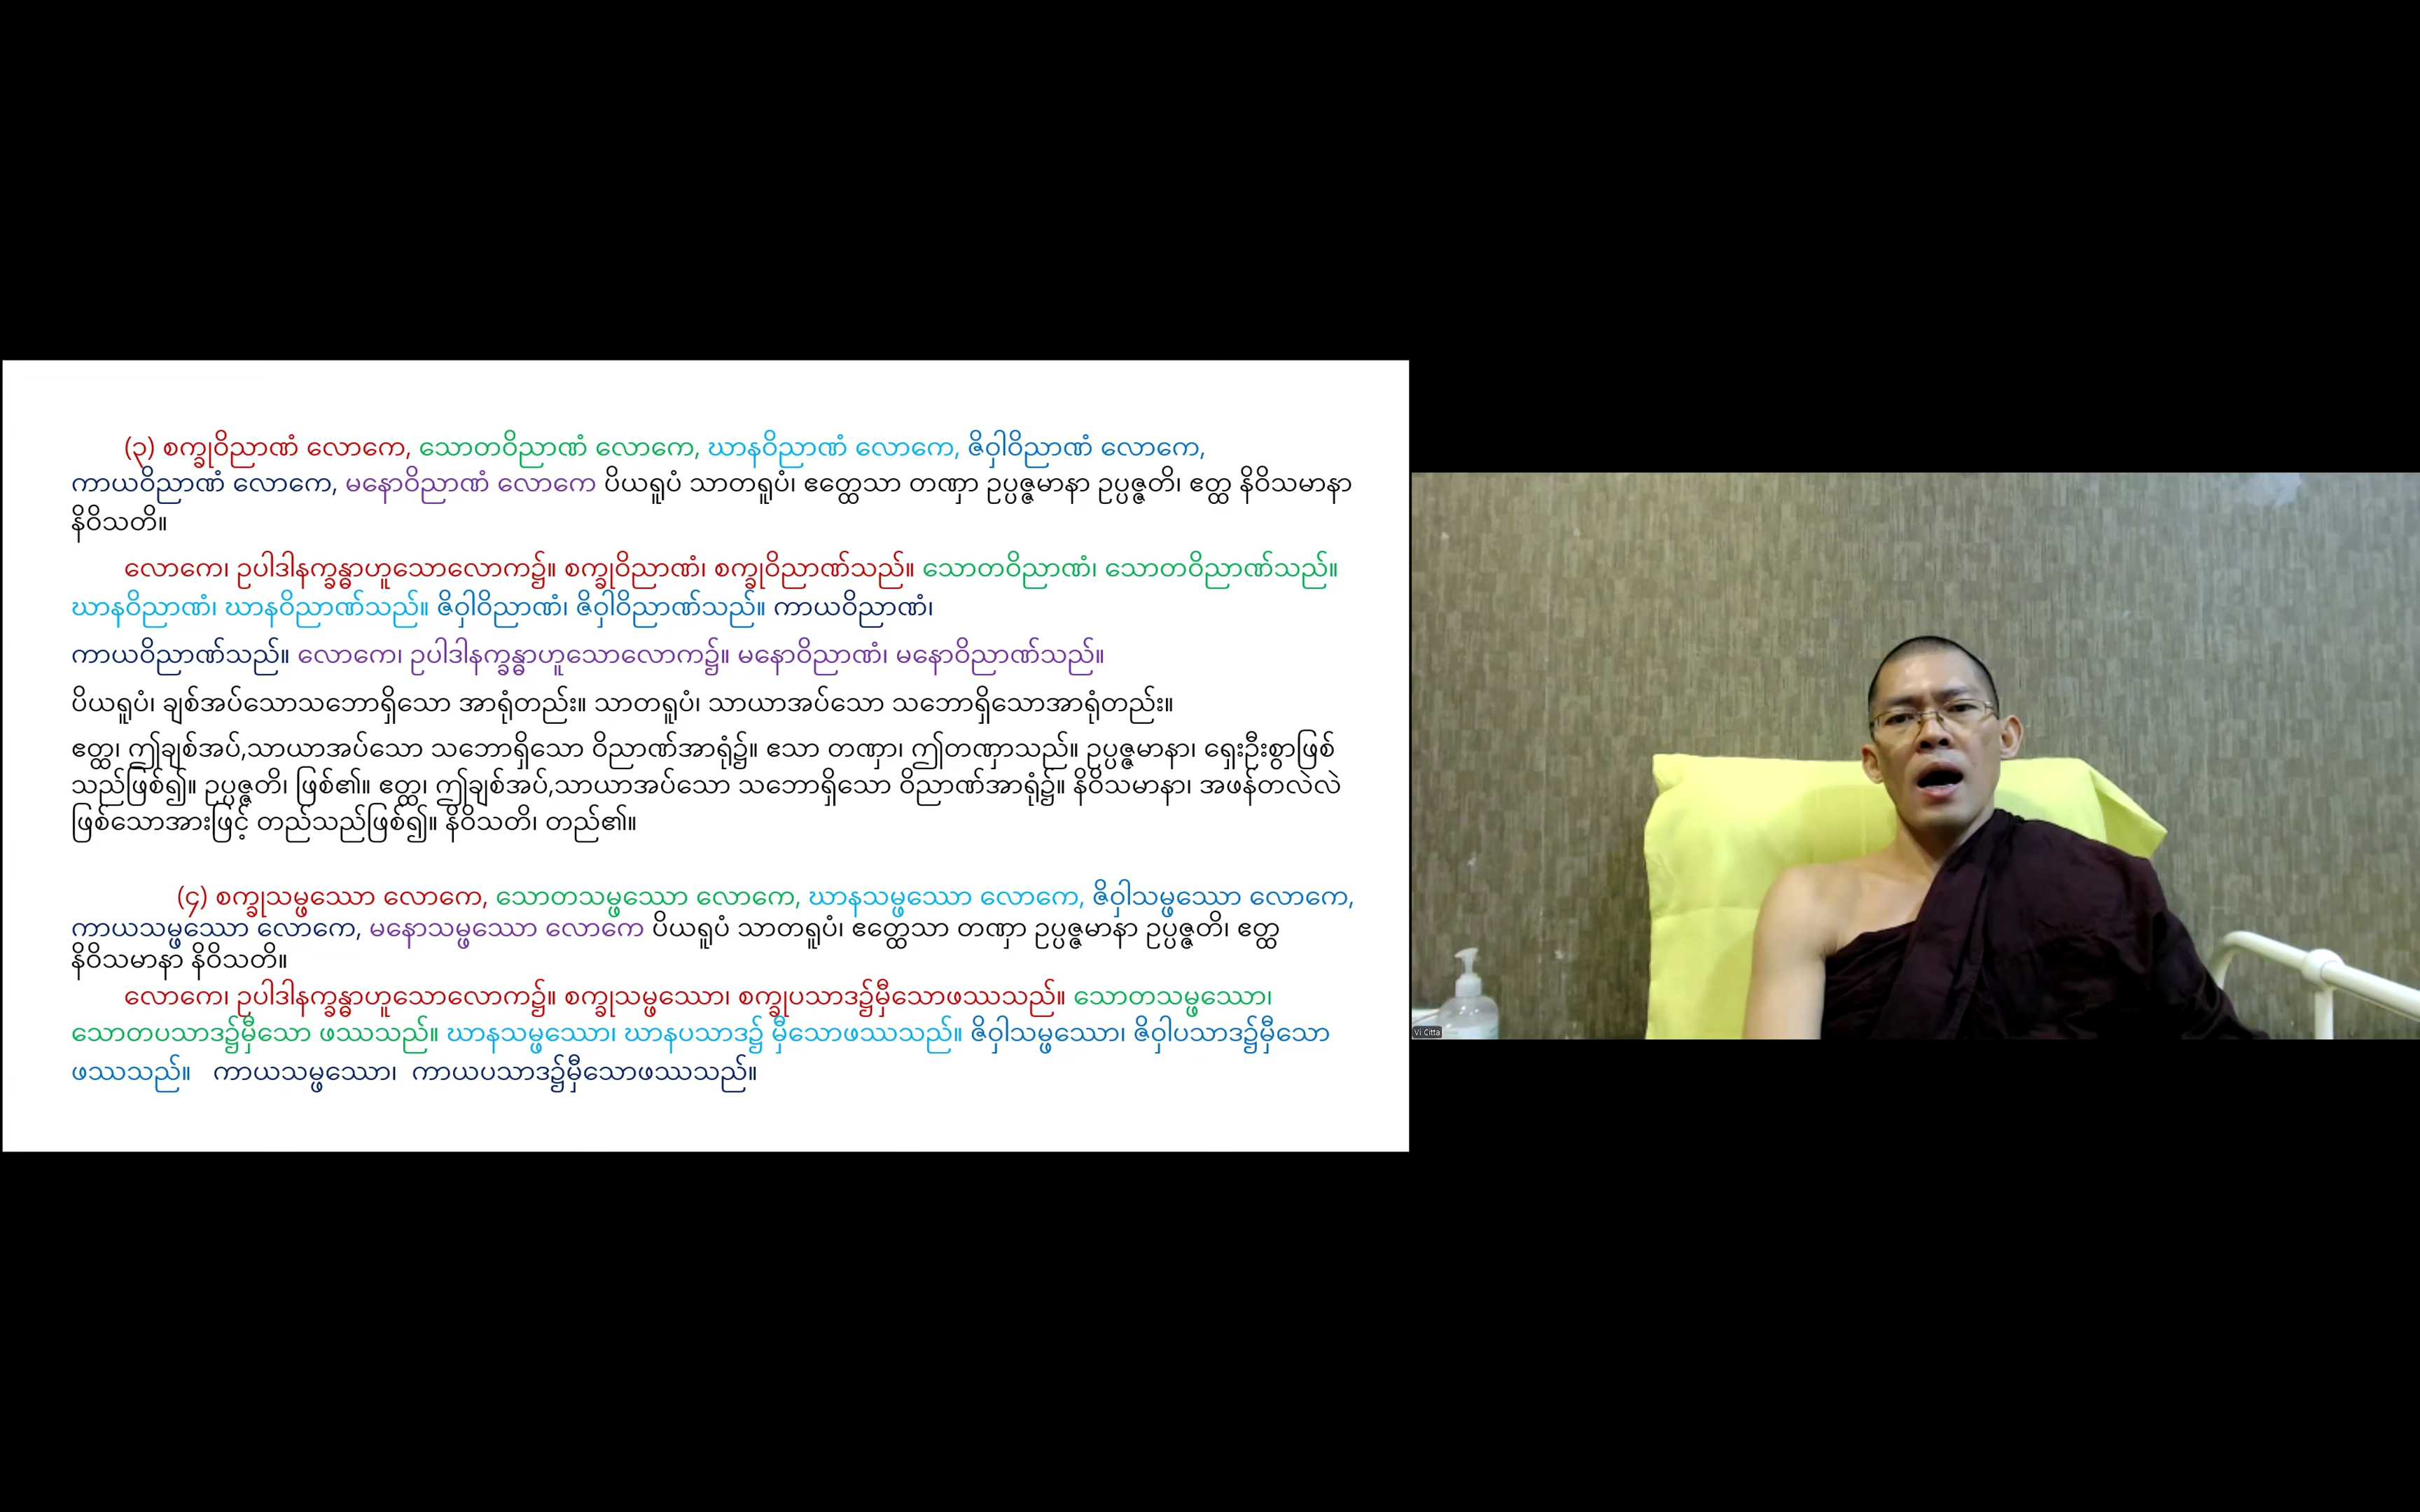 (၃) စက္ခုဝိညာဏံ လောကေ, သောတဝိညာဏံ လောကေ, ဃာနဝိညာဏံ လောကေ, ဇိဝှါဝိညာဏံ လောကေ,
ကာယဝိညာဏံ လောကေ, မနောဝိညာဏံ လောကေ ပိယရူပံ သာတရူပံ၊ ဧတ္ထေသာ တဏှာ ဥပ္ပဇ္ဇမာနာ ဥပ္ပဇ္ဇတိ၊ ဧတ္ထ နိဝိသမာနာ
နိဝိသတိ။
လောကေ၊ ဥပါဒါနက္ခန္ဓာဟူသောလောက၌။ စက္ခုဝိညာဏံ၊ စက္ခုဝိညာဏ်သည်။ သောတဝိညာဏံ၊ သောတဝိညာဏ်သည်။
ဃာနဝိညာဏံ၊ ဃာနဝိညာဏ်သည်။ ဇိဝှါဝိညာဏံ၊ ဇိဝှါဝိညာဏ်သည်။ ကာယဝိညာဏံ၊
ကာယဝိညာဏ်သည်။ လောကေ၊ ဥပါဒါနက္ခန္ဓာဟူသောလောက၌။ မနောဝိညာဏံ၊ မနောဝိညာဏ်သည်။
ပိယရူပံ၊ ချစ်အပ်သောသဘောရှိသော အာရုံတည်း။ သာတရူပံ၊ သာယာအပ်သော သဘောရှိသောအာရုံတည်း။
ဧတ္ထ၊ ဤချစ်အပ်,သာယာအပ်သော သဘောရှိသော ဝိညာဏ်အာရုံ၌။ ဧသာ တဏှာ၊ ဤတဏှာသည်။ ဥပ္ပဇ္ဇမာနာ၊ ရှေးဦးစွာဖြစ်
သည်ဖြစ်၍။ ဥပ္ပဇ္ဇတိ၊ ဖြစ်၏။ ဧတ္ထ၊ ဤချစ်အပ်,သာယာအပ်သော သဘောရှိသော ဝိညာဏ်အာရုံ၌။ နိဝိသမာနာ၊ အဖန်တလဲလဲ
ဖြစ်သောအားဖြင့် တည်သည်ဖြစ်၍။ နိဝိသတိ၊ တည်၏။
(၄) စက္ခုသမ္ဖဿော လောကေ, သောတသမ္ဖဿော လောကေ, ဃာနသမ္ဖဿော လောကေ, ဇိဝှါသမ္ဖဿော လောကေ,
ကာယသမ္ဖဿော လောကေ, မနောသမ္ဖဿော လောကေ ပိယရူပံ သာတရူပံ၊ ဧတ္ထေသာ တဏှာ ဥပ္ပဇ္ဇမာနာ ဥပ္ပဇ္ဇတိ၊ ဧတ္ထ
နိဝိသမာနာ နိဝိသတိ။
လောကေ၊ ဥပါဒါနက္ခန္ဓာဟူသောလောက၌။ စက္ခုသမ္ဖဿော၊ စက္ခုပသာဒ၌မှီသောဖဿသည်။ သောတသမ္ဖဿော၊
သောတပသာဒ၌မှီသော ဖဿသည်။ ဃာနသမ္ဖဿော၊ ဃာနပသာဒ၌ မှီသောဖဿသည်။ ဇိဝှါသမ္ဖဿော၊ ဇိဝှါပသာဒ၌မှီသော
ဖဿသည်။ ကာယသမ္ဖဿော၊ ကာယပသာဒ၌မှီသောဖဿသည်။
Vi Citta